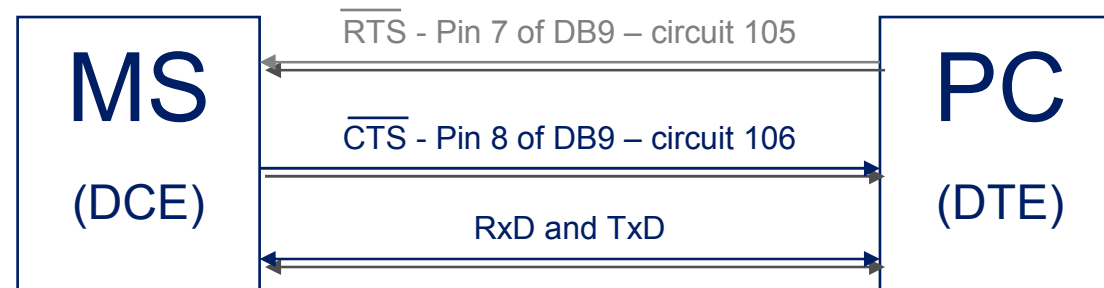 RTS - Pin 7 of DB9 – circuit 105
MS
(DCE)
CTS - Pin 8 of DB9 – circuit 106
RxD and TxD
PC
(DTE)